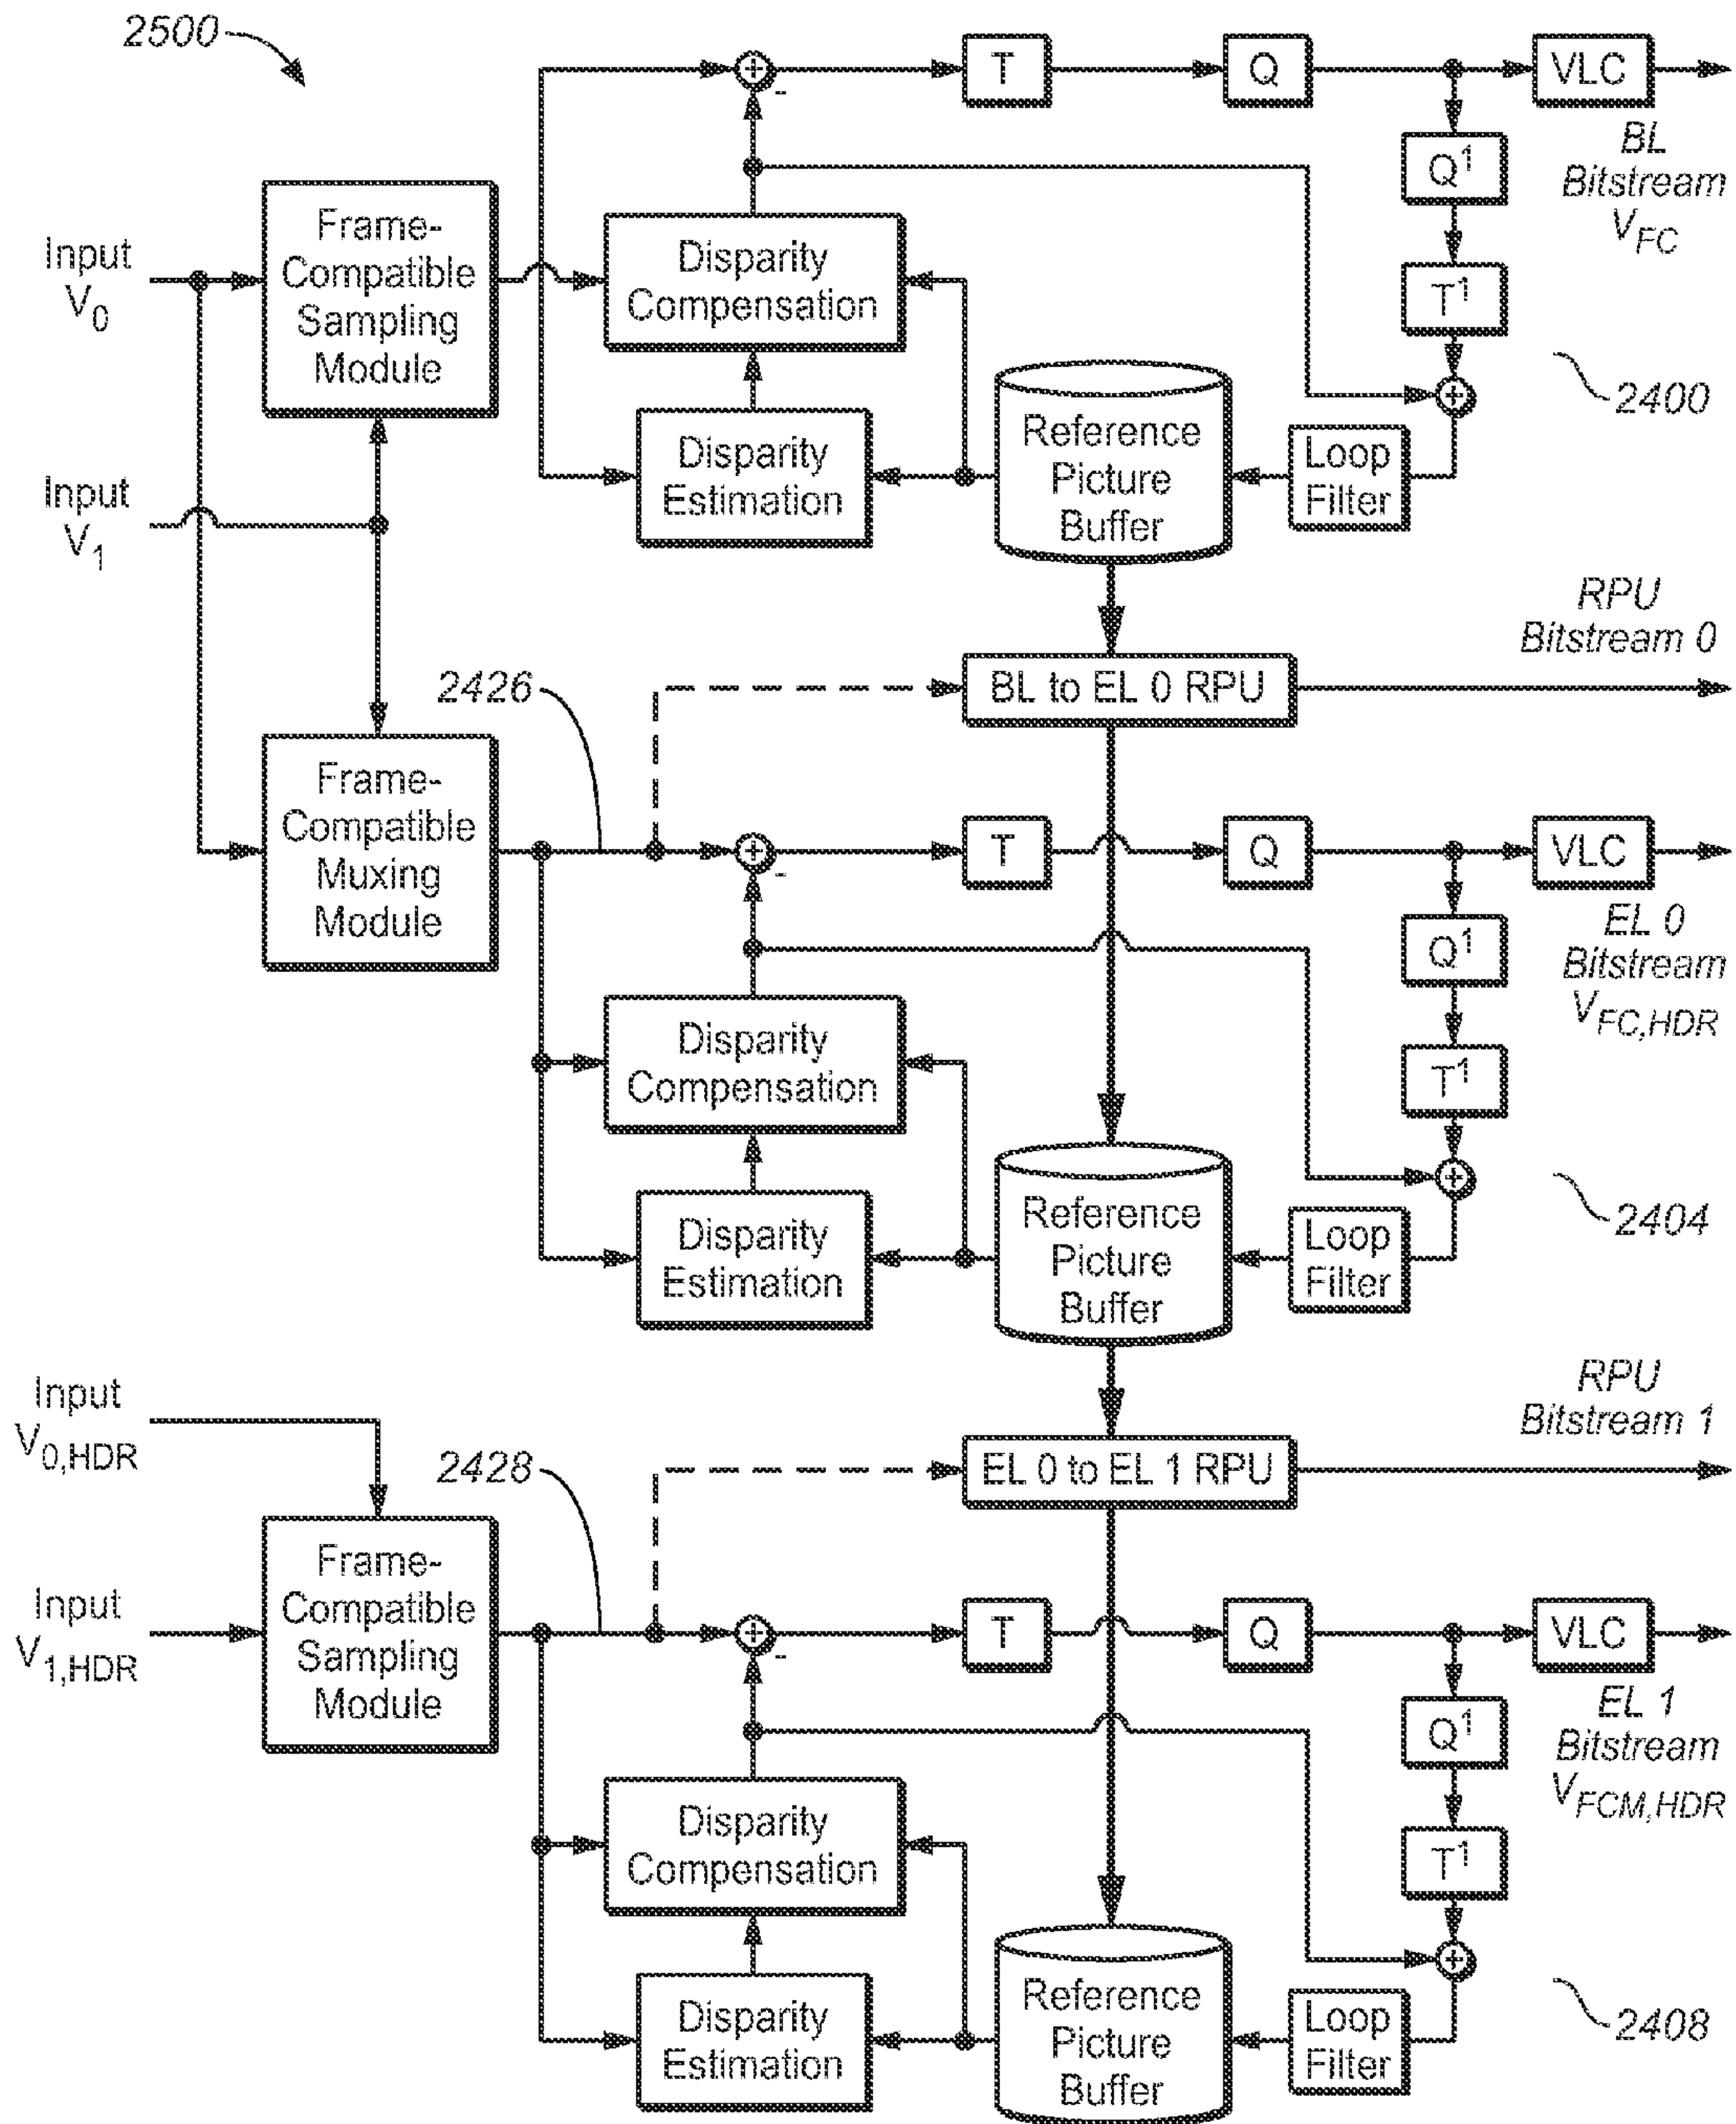 2500
T
Q
VLC
BL
Bitstream
V_FC
Q¹
T¹
Input
V₀
Frame-
Compatible
Sampling
Module
Disparity
Compensation
+
-
+
2400
Input
V₁
Disparity
Estimation
Reference
Picture
Buffer
Loop
Filter
RPU
Bitstream 0
2426
BL to EL 0 RPU
Frame-
Compatible
Muxing
Module
+
-
T
Q
VLC
EL 0
Bitstream
V_FC,HDR
Q¹
T¹
Disparity
Compensation
+
2404
Disparity
Estimation
Reference
Picture
Buffer
Loop
Filter
RPU
Bitstream 1
Input
V₀,HDR
2428
EL 0 to EL 1 RPU
Input
V₁,HDR
Frame-
Compatible
Sampling
Module
+
-
T
Q
VLC
EL 1
Bitstream
V_FCM,HDR
Q¹
T¹
Disparity
Compensation
+
2408
Disparity
Estimation
Reference
Picture
Buffer
Loop
Filter